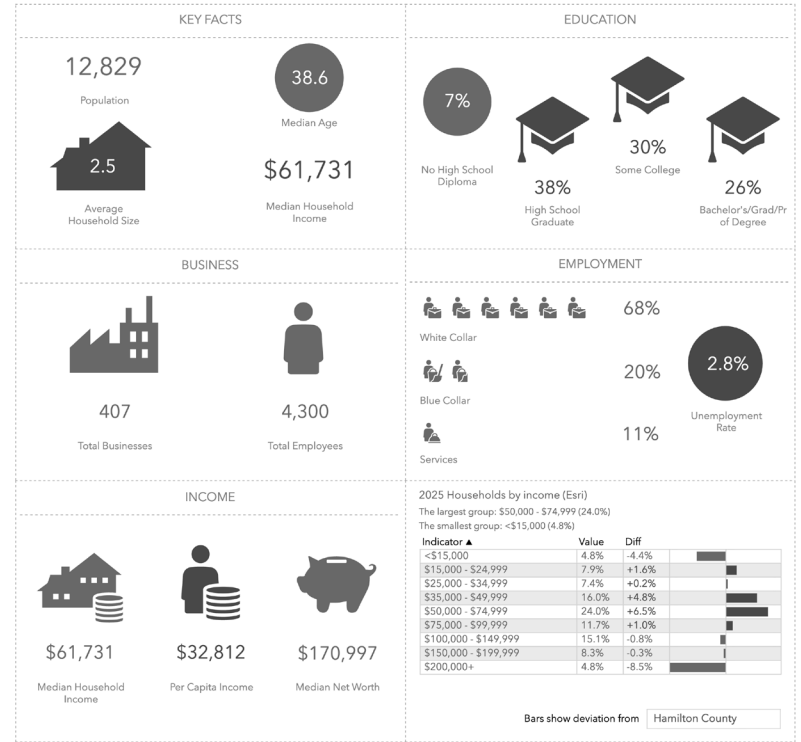 KEY FACTS
12,829
Population
38.6
Median Age
2.5
Average
Household Size
$61,731
Median Household
Income
EDUCATION
7%
No High School
Diploma
38%
High School
Graduate
30%
Some College
26%
Bachelor's/Grad/Pr
of Degree
BUSINESS
407
Total Businesses
4,300
Total Employees
EMPLOYMENT
68%
White Collar
20%
Blue Collar
11%
Services
2.8%
Unemployment
Rate
INCOME
$61,731
Median Household
Income
$32,812
Per Capita Income
$170,997
Median Net Worth
2025 Households by income (Esri)
The largest group: $50,000 - $74,999 (24.0%)
The smallest group: <$15,000 (4.8%)
Indicator ▲ Value Diff
<$15,000 4.8% -4.4%
$15,000 - $24,999 7.9% +1.6%
$25,000 - $34,999 7.4% +0.2%
$35,000 - $49,999 16.0% +4.8%
$50,000 - $74,999 24.0% +6.5%
$75,000 - $99,999 11.7% +1.0%
$100,000 - $149,999 15.1% -0.8%
$150,000 - $199,999 8.3% -0.3%
$200,000+ 4.8% -8.5%
Bars show deviation from Hamilton County